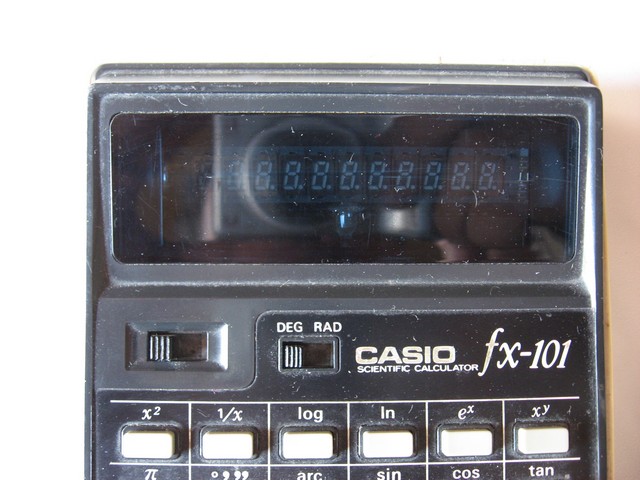 DEG RAD
CASIO fx-101
SCIENTIFIC CALCULATOR
x² 1/x log ln eˣ xʸ
π °,,, arc sin cos tan